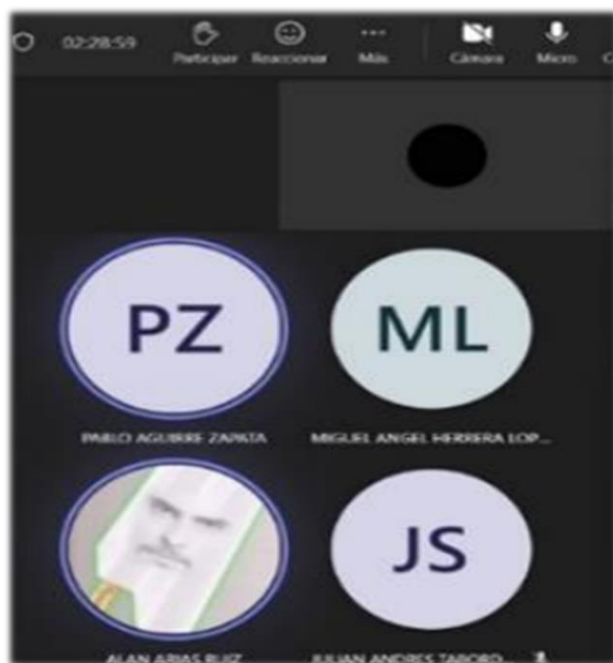 02:28:59 Participar Reaccionar Más Cámara Micro
PZ ML
PABLO AGUIRRE ZAPATA MIGUEL ANGEL HERRERA LOP...
JS
ALAN ARIAS RUIZ JULIAN ANDRES TABORD...